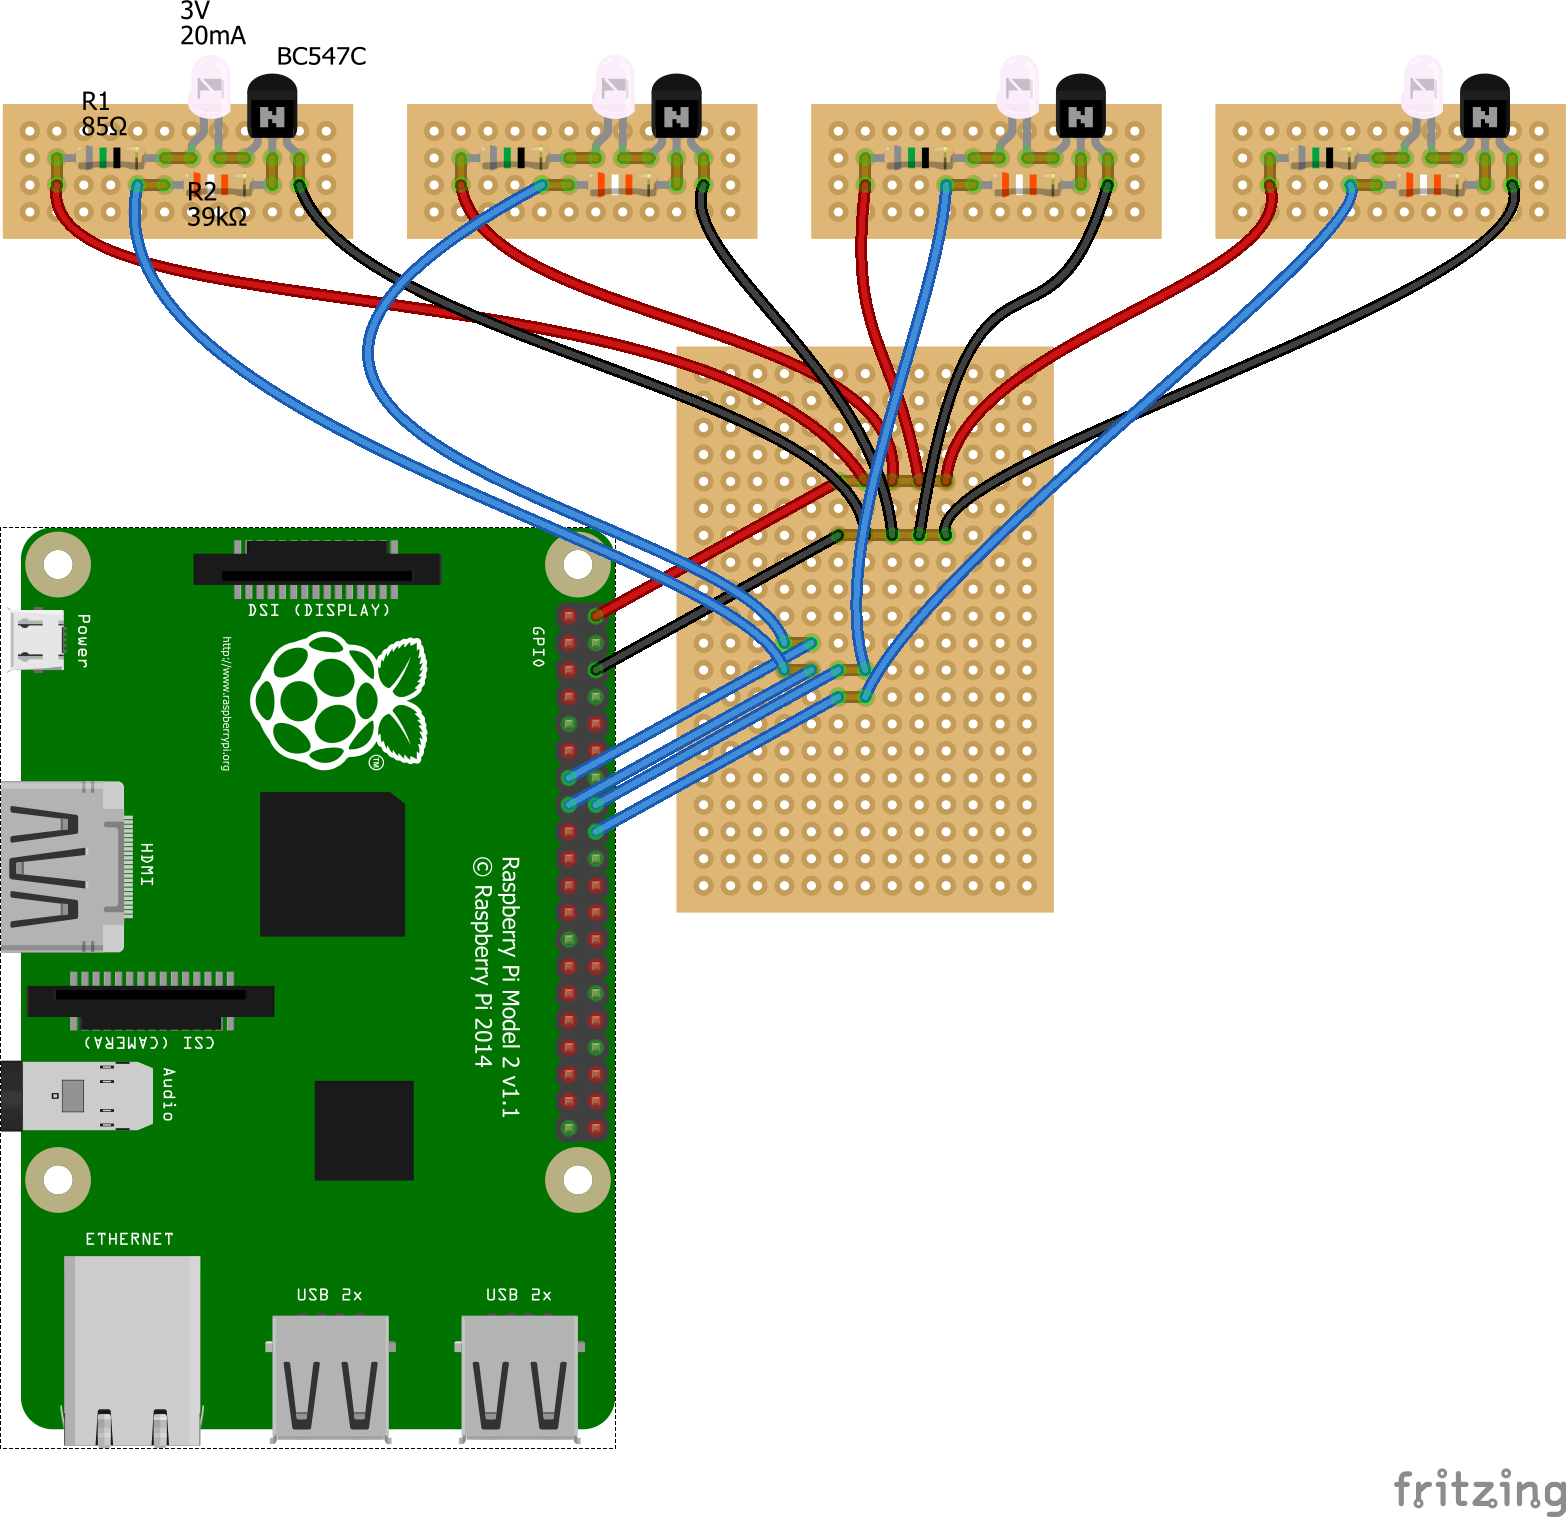 3V
20mA
BC547C
R1
85Ω
R2
39kΩ
DSI (DISPLAY)
Power
GPIO
http://www.raspberrypi.org
TM
HDMI
Raspberry Pi Model 2 v1.1
© Raspberry Pi 2014
CSI (CAMERA)
Audio
ETHERNET
USB 2x
USB 2x
fritzing